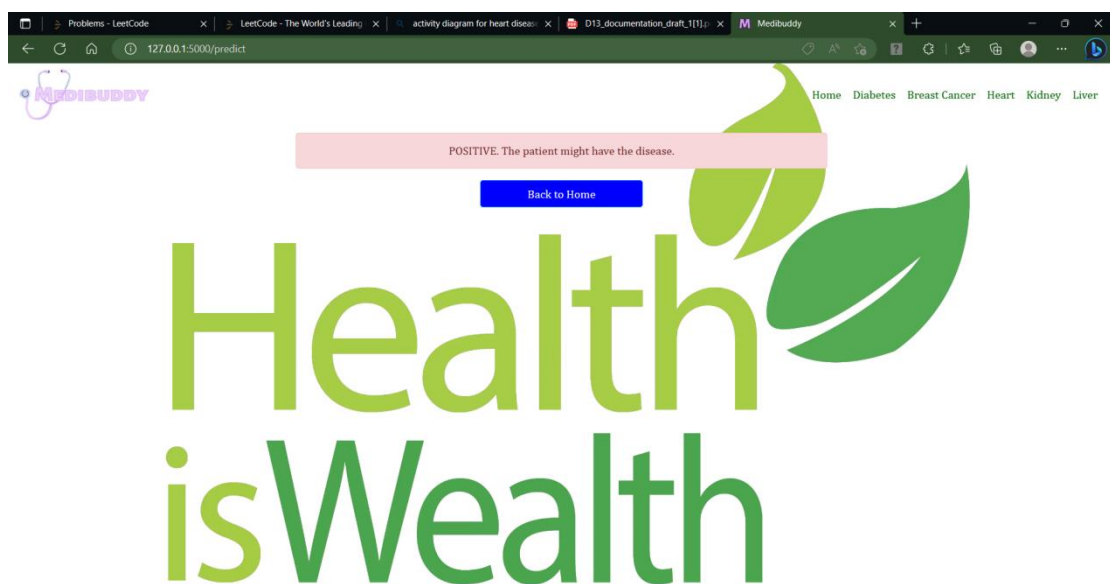 Problems - LeetCode
LeetCode - The World's Leading
activity diagram for heart disease
D13_documentation_draft_1[1].p
M Medibuddy
127.0.0.1:5000/predict
MEDIBUDDY
Home Diabetes Breast Cancer Heart Kidney Liver
POSITIVE. The patient might have the disease.
Back to Home
Health
isWealth